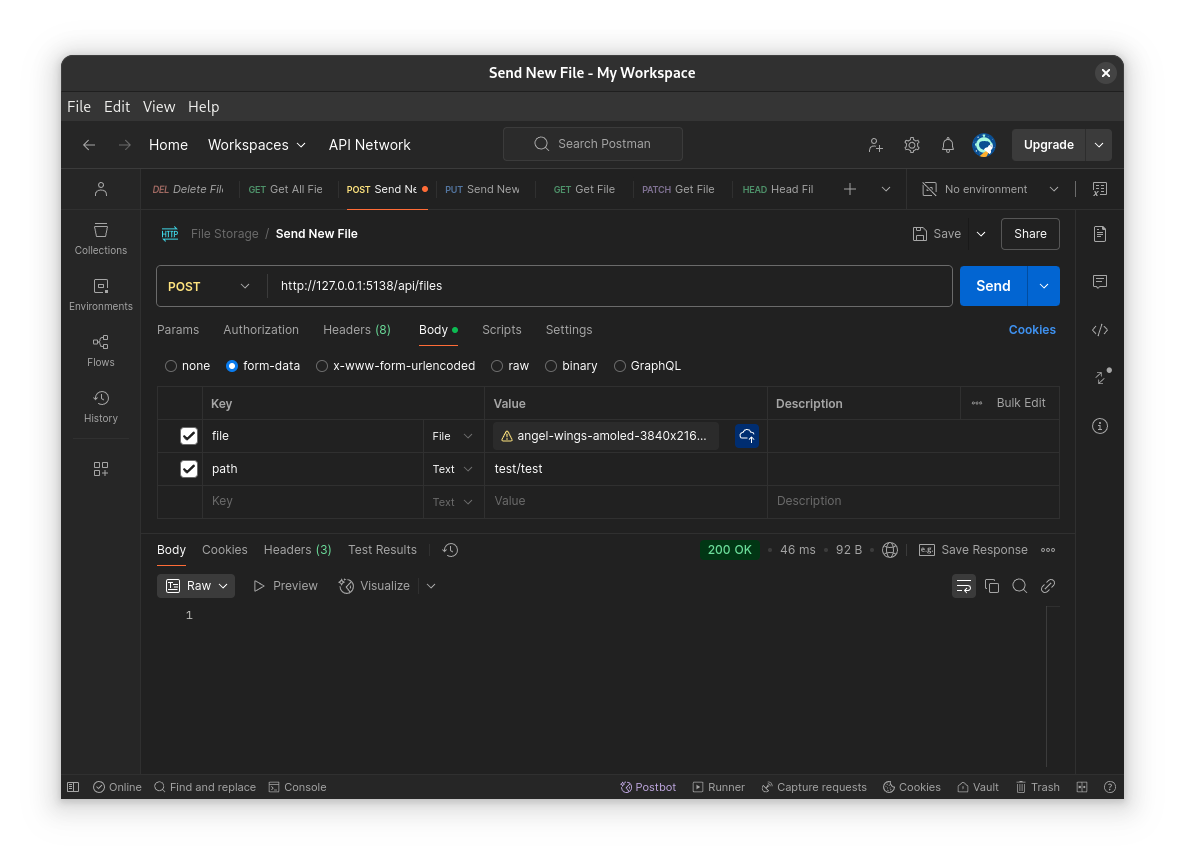 Send New File - My Workspace
File Edit View Help
Home Workspaces API Network Search Postman Upgrade
DEL Delete Fil GET Get All Fie POST Send Ne PUT Send New GET Get File PATCH Get File HEAD Head Fil No environment
HTTP File Storage / Send New File Save Share
Collections
Environments
Flows
History
POST http://127.0.0.1:5138/api/files Send
Params Authorization Headers (8) Body Scripts Settings Cookies
none form-data x-www-form-urlencoded raw binary GraphQL
Key Value Description Bulk Edit
file File angel-wings-amoled-3840x216...
path Text test/test
Key Text Value Description
Body Cookies Headers (3) Test Results 200 OK 46 ms 92 B e.g. Save Response
Raw Preview Visualize
1
Online Find and replace Console Postbot Runner Capture requests Cookies Vault Trash